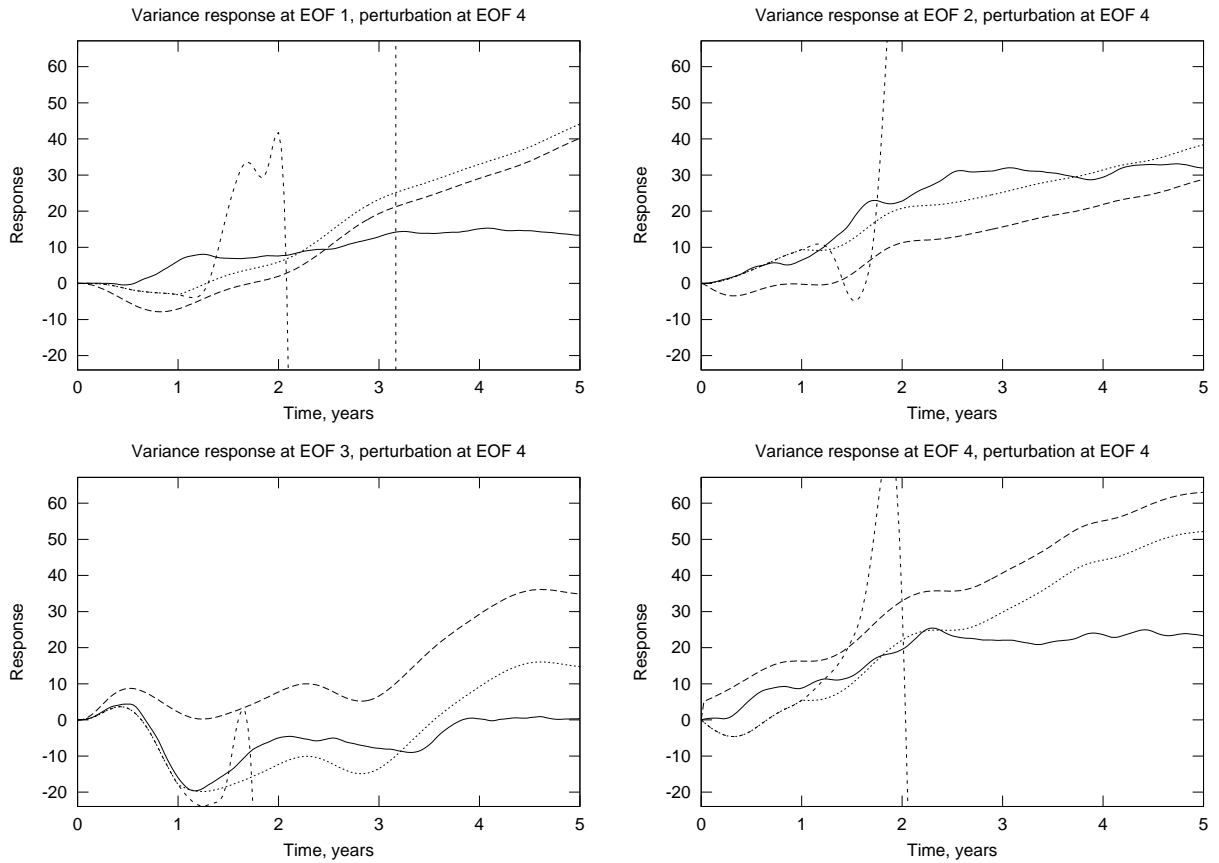 Variance response at EOF 1, perturbation at EOF 4
60
50
40
30
20
10
0
-10
-20
Response
0 1 2 3 4 5
Time, years
Variance response at EOF 2, perturbation at EOF 4
60
50
40
30
20
10
0
-10
-20
Response
0 1 2 3 4 5
Time, years
Variance response at EOF 3, perturbation at EOF 4
60
50
40
30
20
10
0
-10
-20
Response
0 1 2 3 4 5
Time, years
Variance response at EOF 4, perturbation at EOF 4
60
50
40
30
20
10
0
-10
-20
Response
0 1 2 3 4 5
Time, years